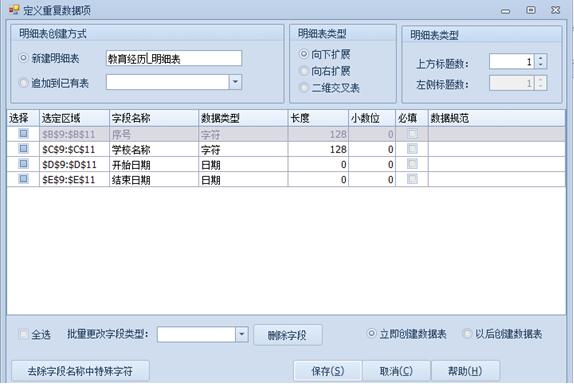 定义重复数据项
明细表创建方式
新建明细表 教育经历_明细表
追加到已有表
明细表类型
向下扩展
向右扩展
二维交叉表
明细表类型
上方标题数: 1
左侧标题数: 1
选择 选定区域 字段名称 数据类型 长度 小数位 必填 数据规范
$B$9:$B$11 序号 字符 128
$C$9:$C$11 学校名称 字符 128 0
$D$9:$D$11 开始日期 日期 0 0
$E$9:$E$11 结束日期 日期 0 0
全选 批量更改字段类型: 删除字段 立即创建数据表 以后创建数据表
去除字段名称中特殊字符 保存(S) 取消(C) 帮助(H)